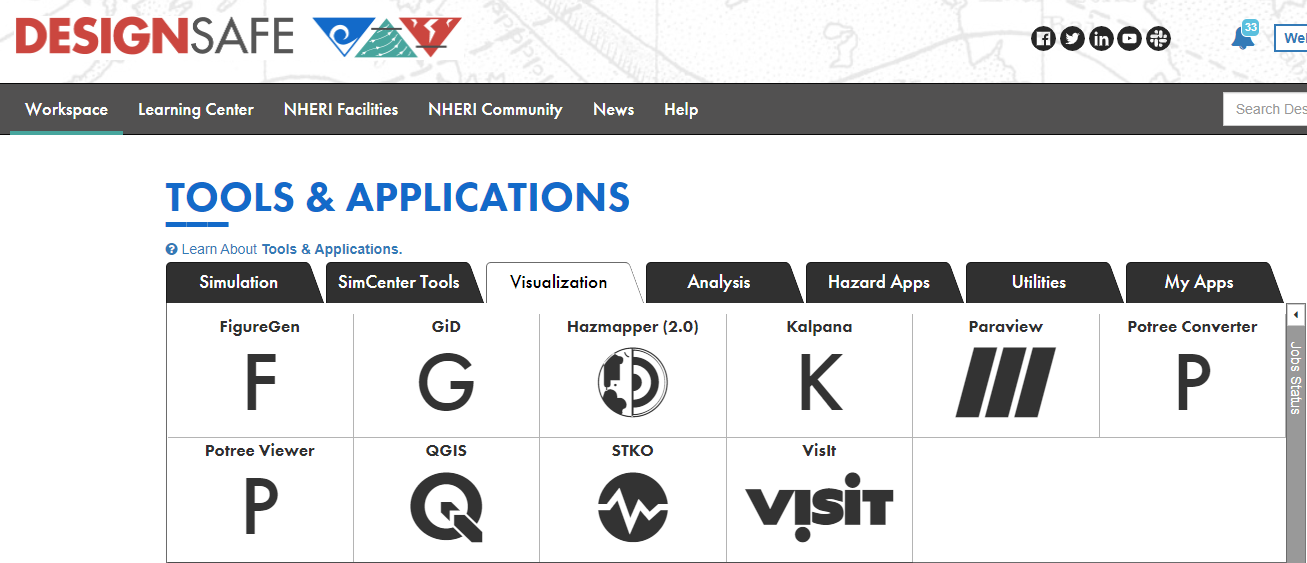 DESIGNSAFE
33
Wel
Workspace Learning Center NHERI Facilities NHERI Community News Help
Search Des
TOOLS & APPLICATIONS
? Learn About Tools & Applications.
Simulation SimCenter Tools Visualization Analysis Hazard Apps Utilities My Apps
FigureGen GiD Hazmapper (2.0) Kalpana Paraview Potree Converter
F G K P
Jobs Status
Potree Viewer QGIS STKO VisIt
P Q VISIT